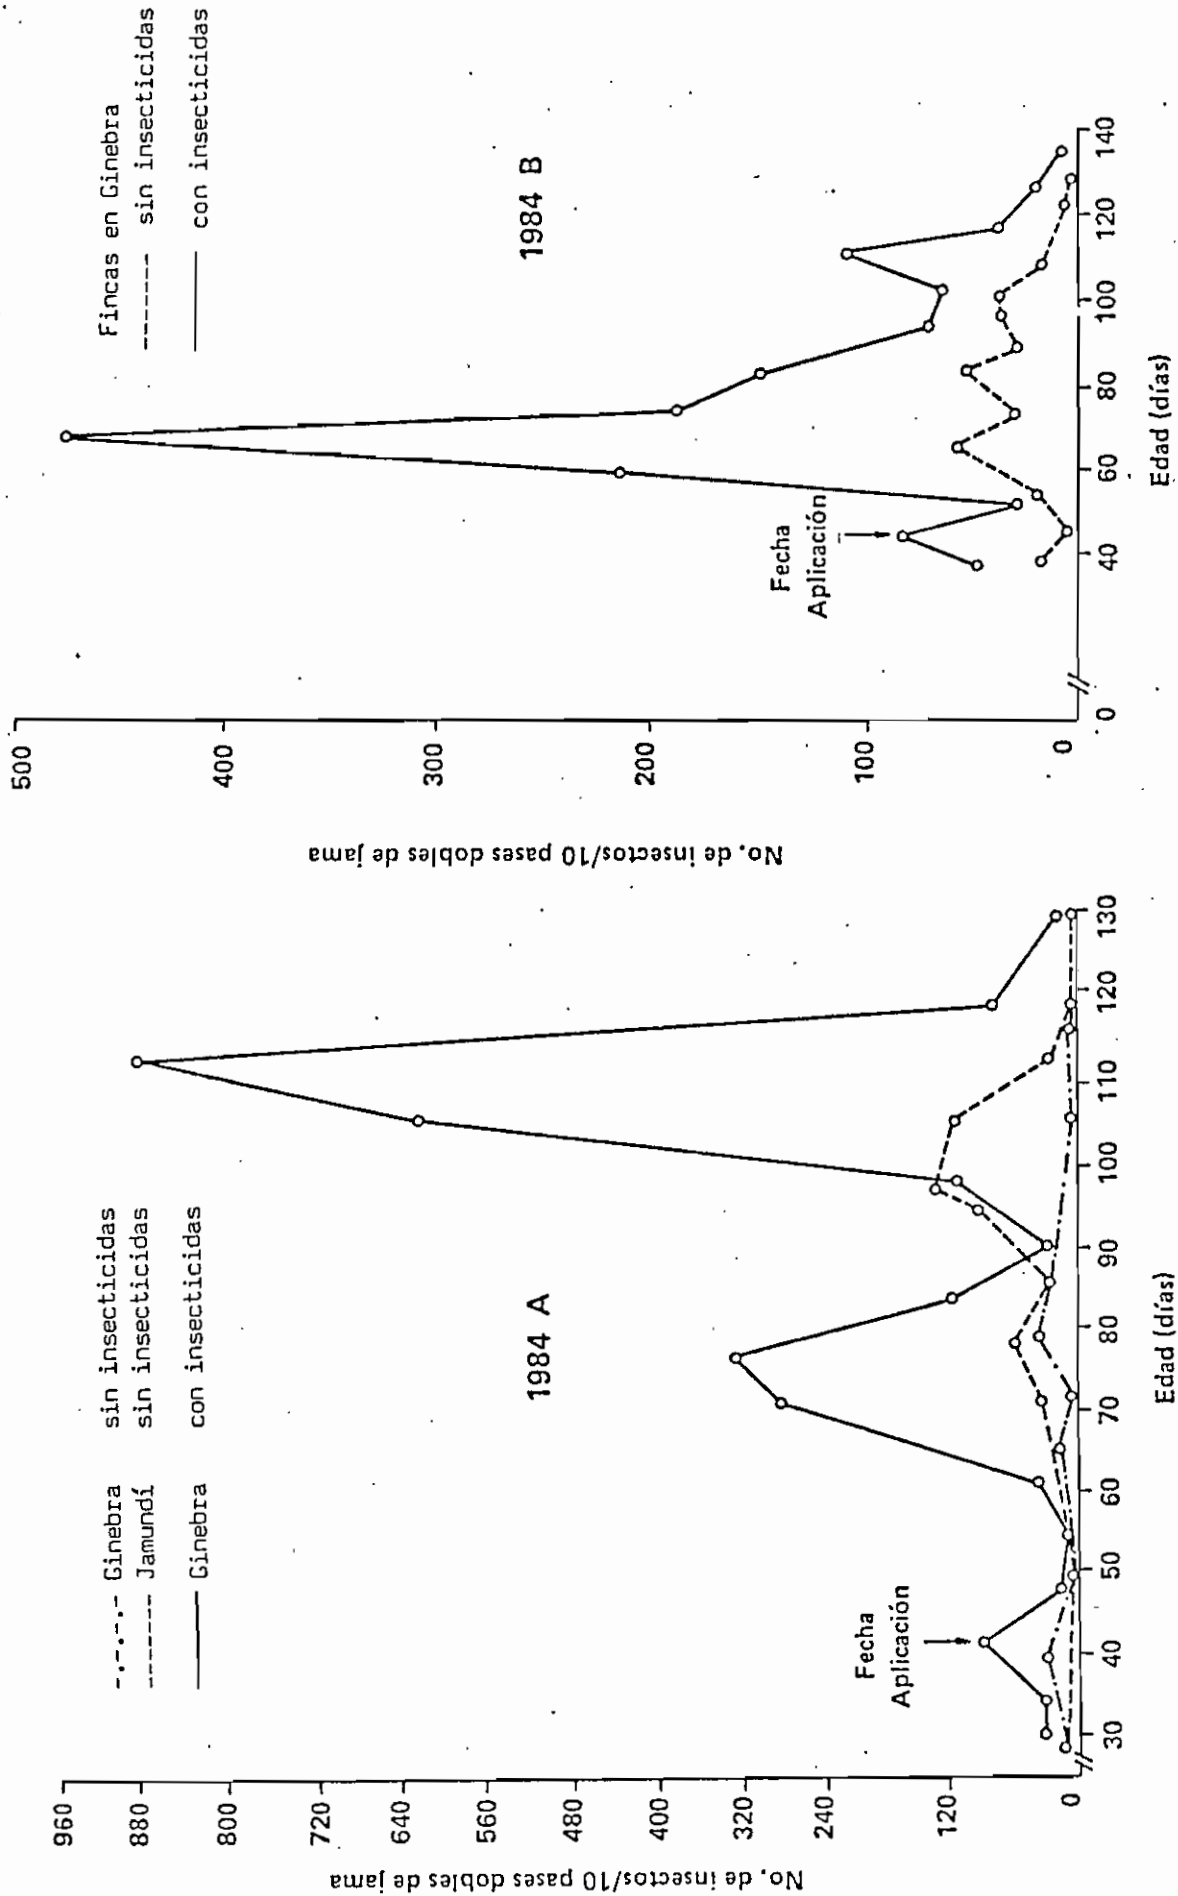 No. de insectos/10 pases dobles de jama
960
880
800
720
640
560
480
400
320
240
120
0
-.-.-.- Ginebra sin insecticidas
------- Jamundí sin insecticidas
——— Ginebra con insecticidas
1984 A
Fecha
Aplicación
30 40 50 60 70 80 90 100 110 120 130
Edad (días)
No. de insectos/10 pases dobles de jama
500
400
300
200
100
0
Fincas en Ginebra
------- sin insecticidas
——— con insecticidas
1984 B
Fecha
Aplicación
0 40 60 80 100 120 140
Edad (días)